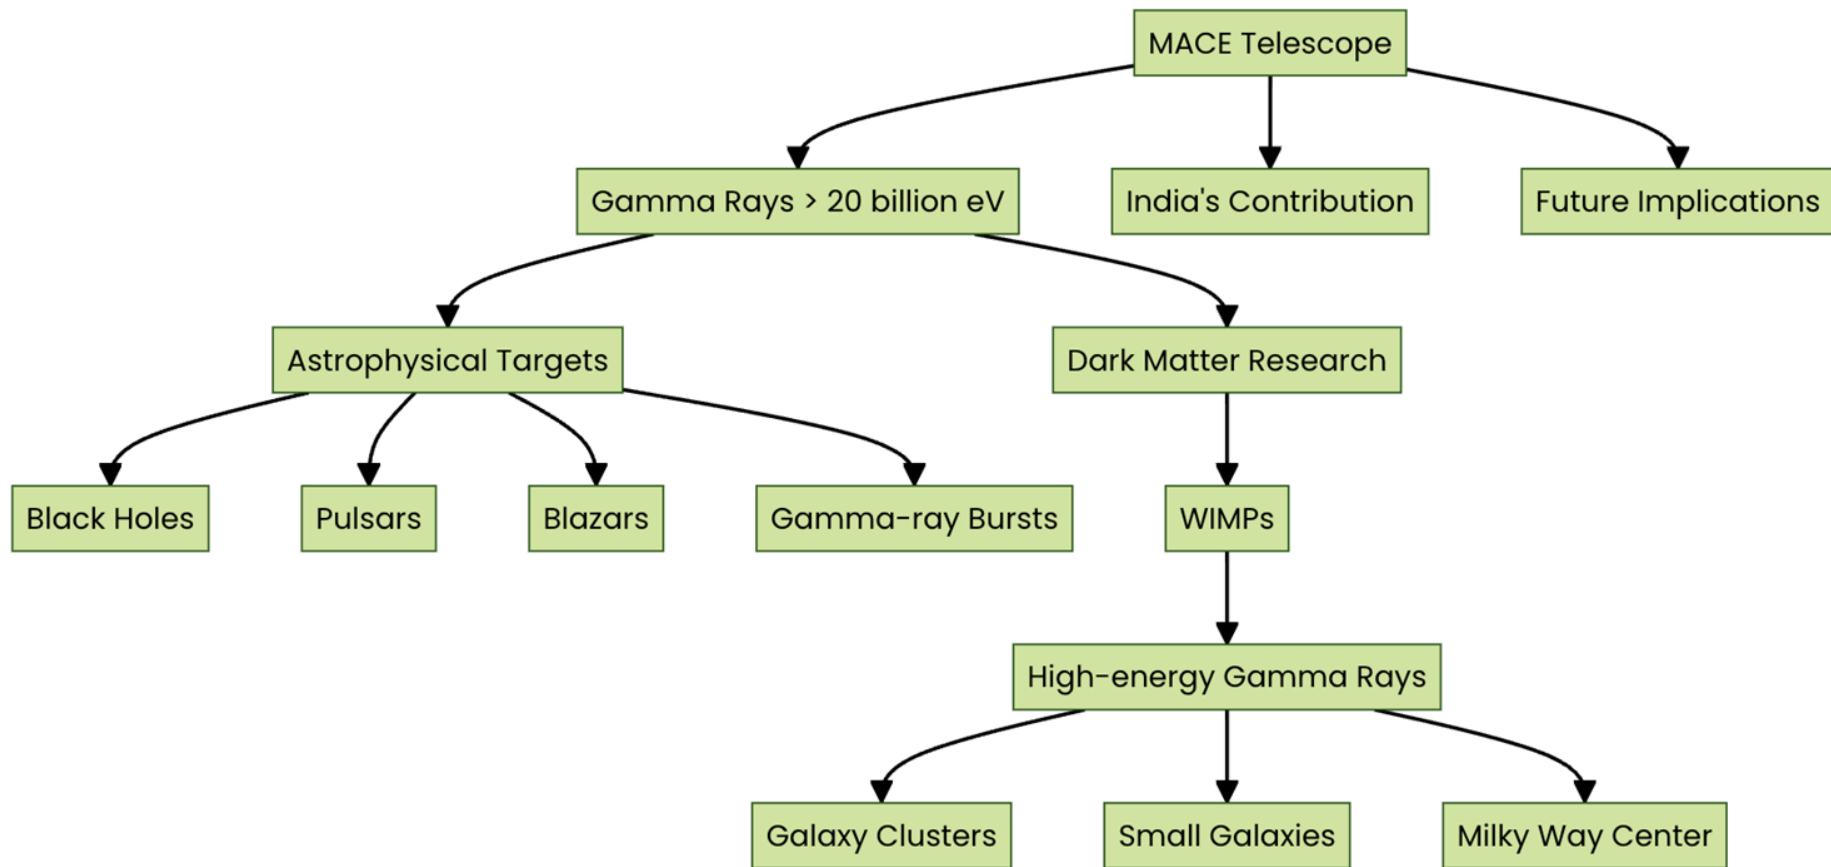 MACE Telescope
Gamma Rays > 20 billion eV
India's Contribution
Future Implications
Astrophysical Targets
Dark Matter Research
Black Holes
Pulsars
Blazars
Gamma-ray Bursts
WIMPs
High-energy Gamma Rays
Galaxy Clusters
Small Galaxies
Milky Way Center